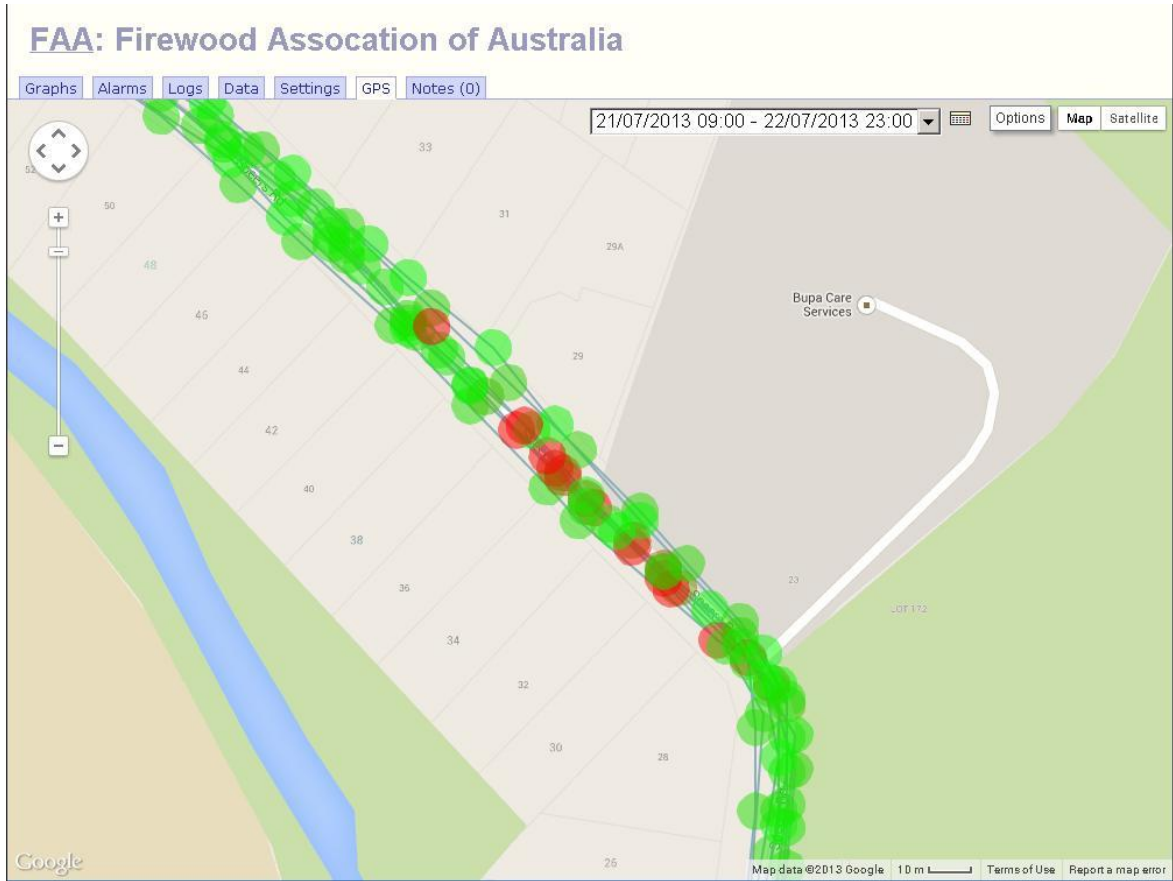 FAA: Firewood Assocation of Australia
Graphs Alarms Logs Data Settings GPS Notes (0)
21/07/2013 09:00 - 22/07/2013 23:00 Options Map Satellite
33
52
50
31
29A
48
Bupa Care
Services
46
29
44
42
40
38
23
36
LOT 172
34
32
30
28
26
Google
Map data ©2013 Google 10 m Terms of Use Report a map error